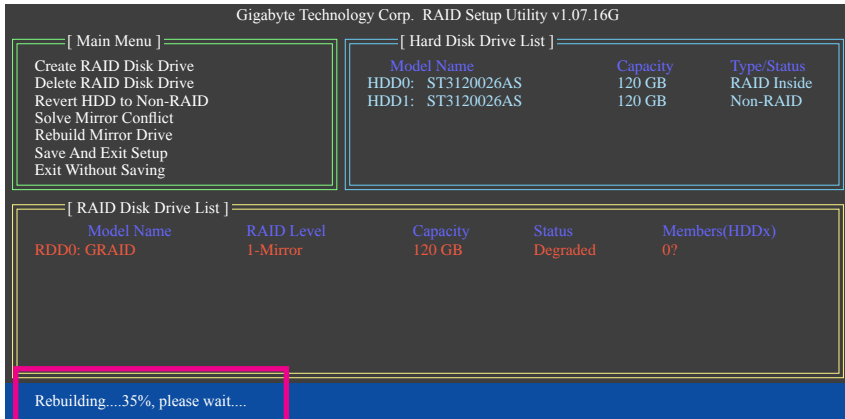 Gigabyte Technology Corp. RAID Setup Utility v1.07.16G
[ Main Menu ]
Create RAID Disk Drive
Delete RAID Disk Drive
Revert HDD to Non-RAID
Solve Mirror Conflict
Rebuild Mirror Drive
Save And Exit Setup
Exit Without Saving
[ Hard Disk Drive List ]
Model Name Capacity Type/Status
HDD0: ST3120026AS 120 GB RAID Inside
HDD1: ST3120026AS 120 GB Non-RAID
[ RAID Disk Drive List ]
Model Name RAID Level Capacity Status Members(HDDx)
RDD0: GRAID 1-Mirror 120 GB Degraded 0?
Rebuilding....35%, please wait....